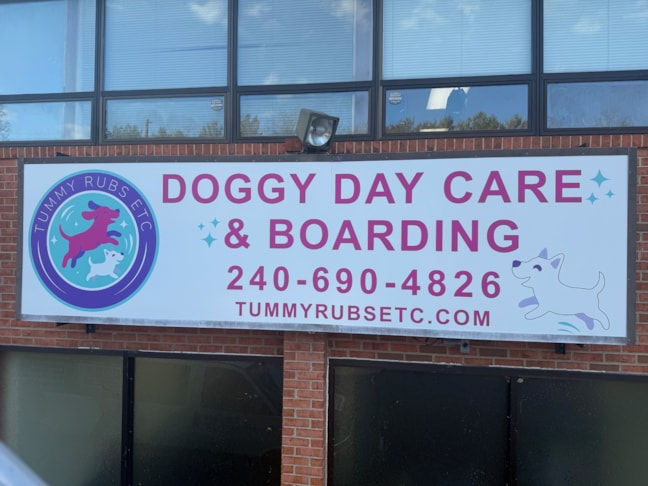 TUMMY RUBS ETC
DOGGY DAY CARE
& BOARDING
240-690-4826
TUMMYRUBSETC.COM